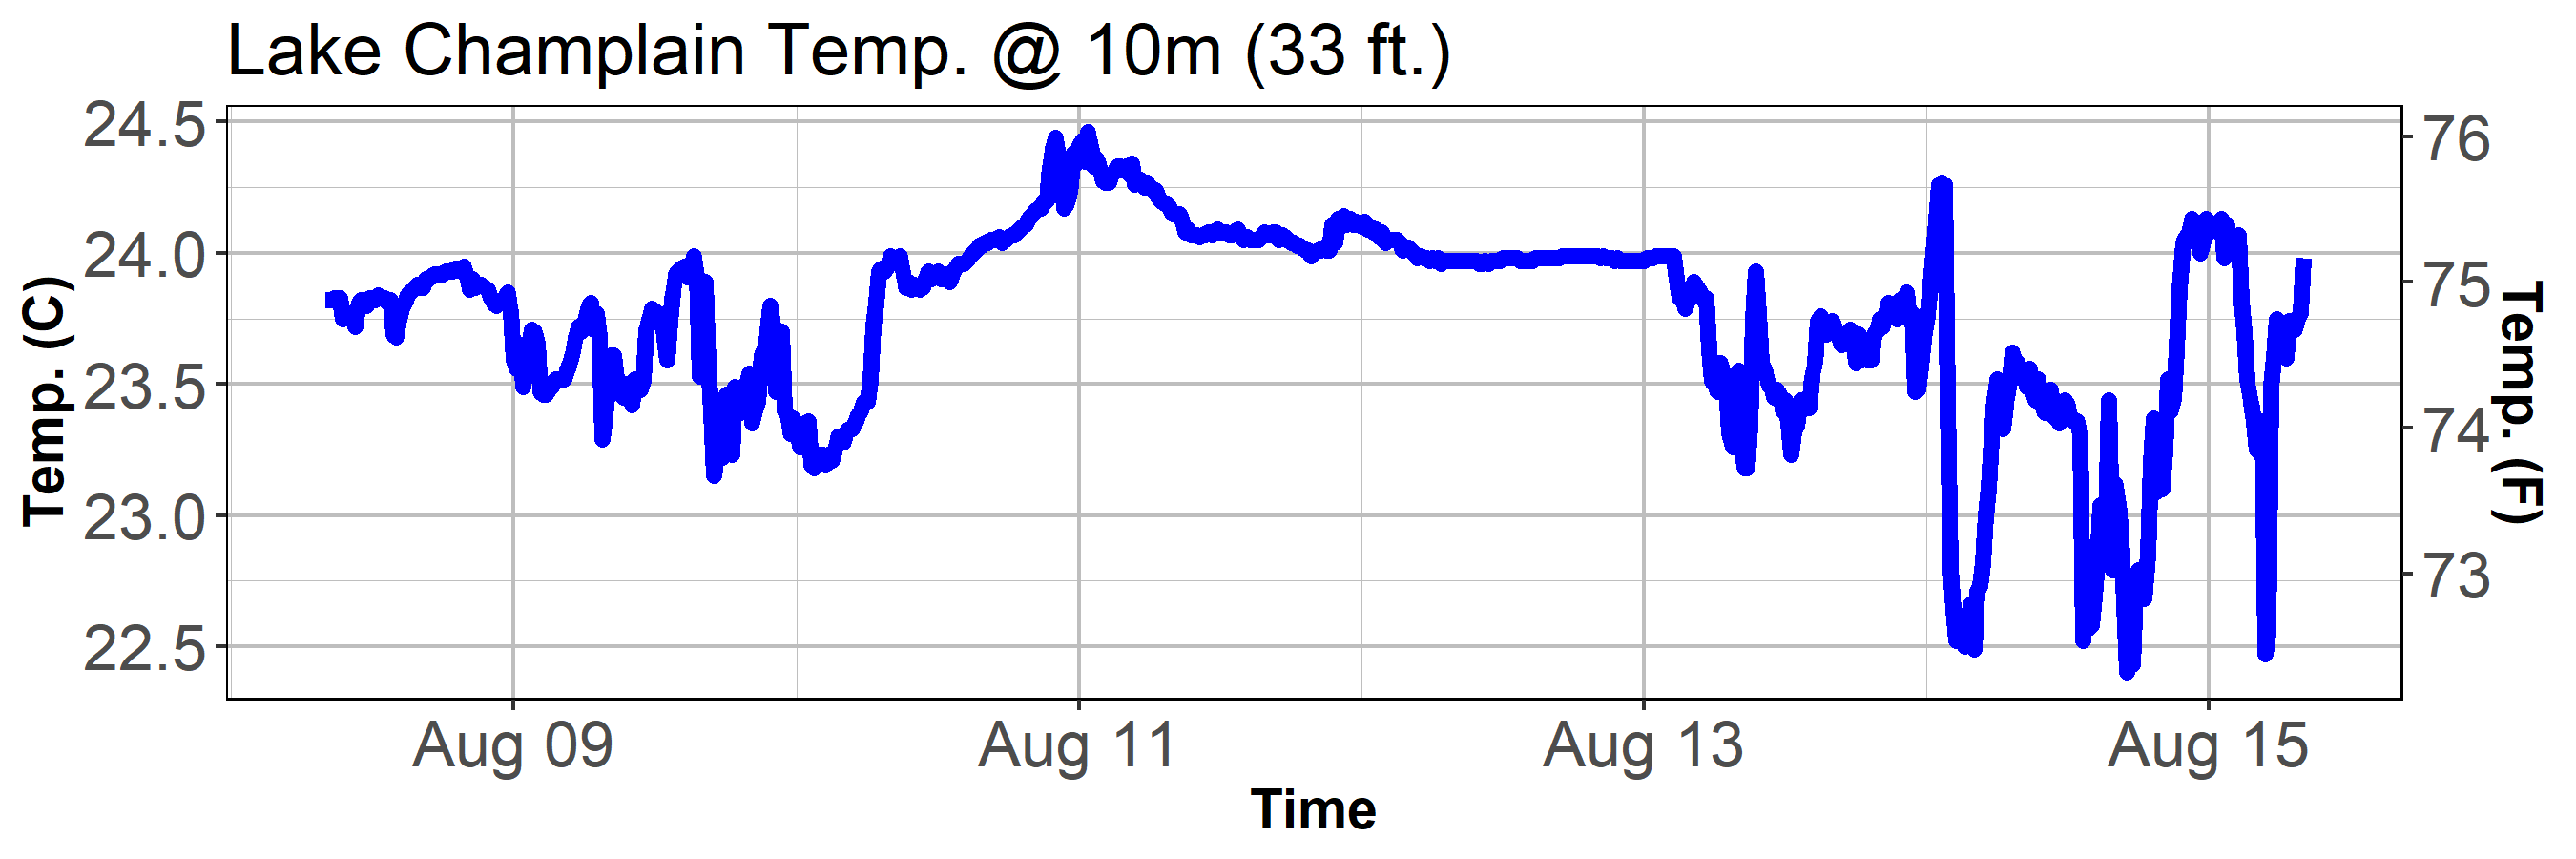 Lake Champlain Temp. @ 10m (33 ft.)
24.5
24.0
23.5
23.0
22.5
Temp. (C)
76
75
74
73
Temp. (F)
Aug 09
Aug 11
Aug 13
Aug 15
Time